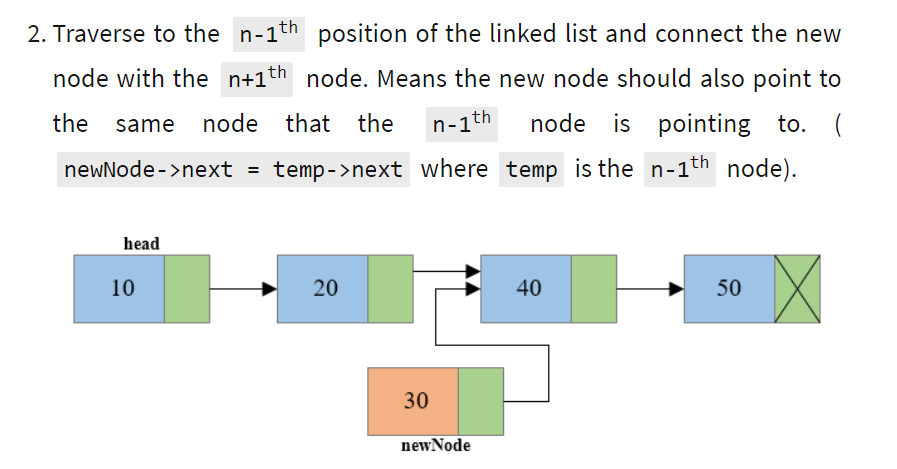 2. Traverse to the n-1th position of the linked list and connect the new
node with the n+1th node. Means the new node should also point to
the same node that the n-1th node is pointing to. (
newNode->next = temp->next where temp is the n-1th node).
head
10 20 40 50
30
newNode